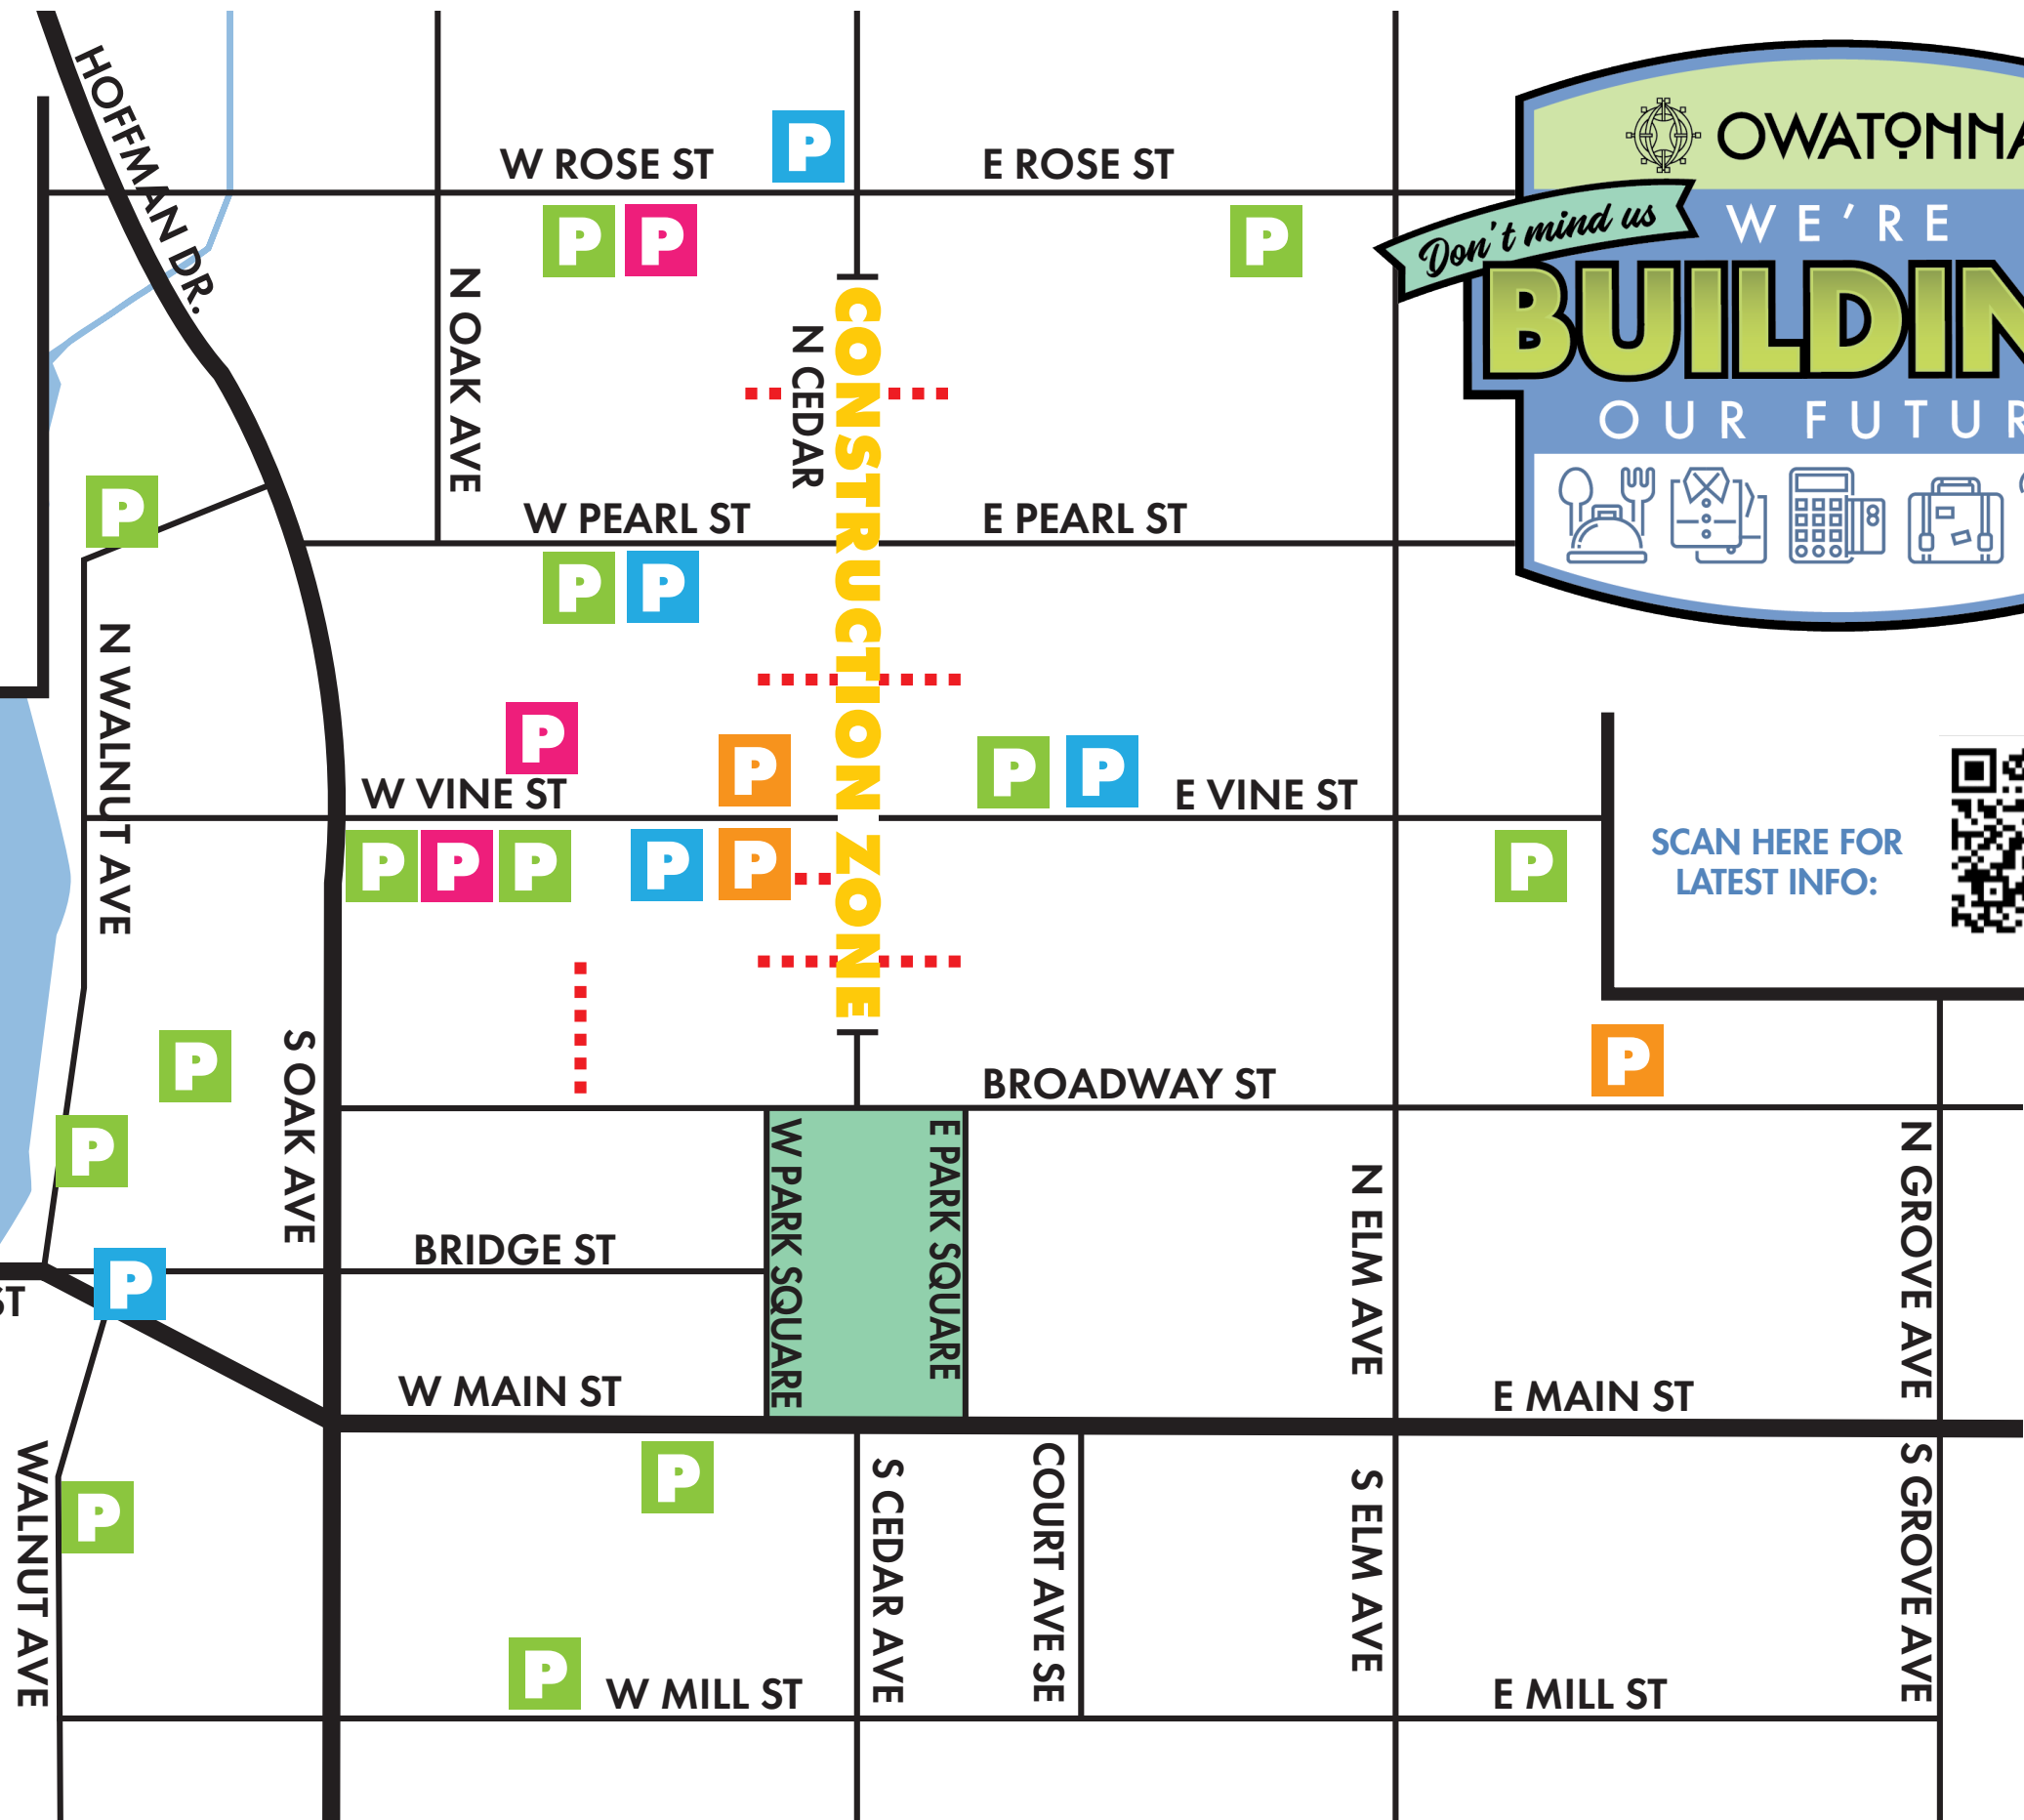 HOFFMAN DR.
P
W ROSE ST
E ROSE ST
OWATONNA
Don't mind us
WE'RE
P
P
P
BUILDIN
OUR FUTUR
N OAK AVE
N CEDAR
CONSTRUCTION ZONE
W PEARL ST
E PEARL ST
P
P
P
N WALNUT AVE
P
P
P
P
W VINE ST
E VINE ST
SCAN HERE FOR
LATEST INFO:
P
P
P
P
P
P
S OAK AVE
P
P
BROADWAY ST
P
W PARK SQUARE
E PARK SQUARE
N ELM AVE
N GROVE AVE
BRIDGE ST
P
ST
W MAIN ST
E MAIN ST
WALNUT AVE
P
P
S CEDAR AVE
COURT AVE SE
S ELM AVE
S GROVE AVE
P
W MILL ST
E MILL ST